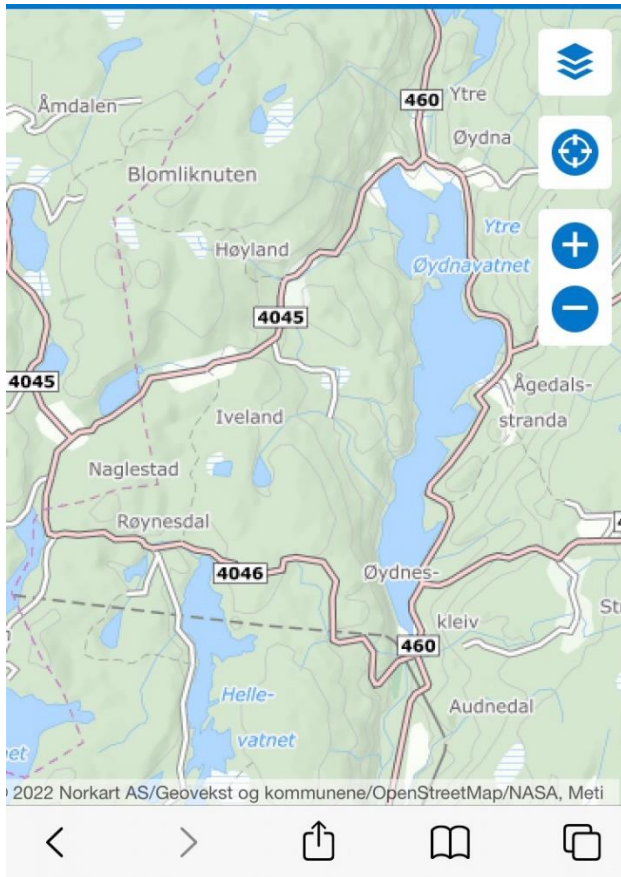 460
Ytre
Åmdalen
Øydna
Blomliknuten
Ytre
Høyland
Øydnavatnet
4045
4045
Ågedals-
stranda
Iveland
Naglestad
Røynesdal
4046
Øydnes-
kleiv
460
Helle-
vatnet
Audnedal
2022 Norkart AS/Geovekst og kommunene/OpenStreetMap/NASA, Meti